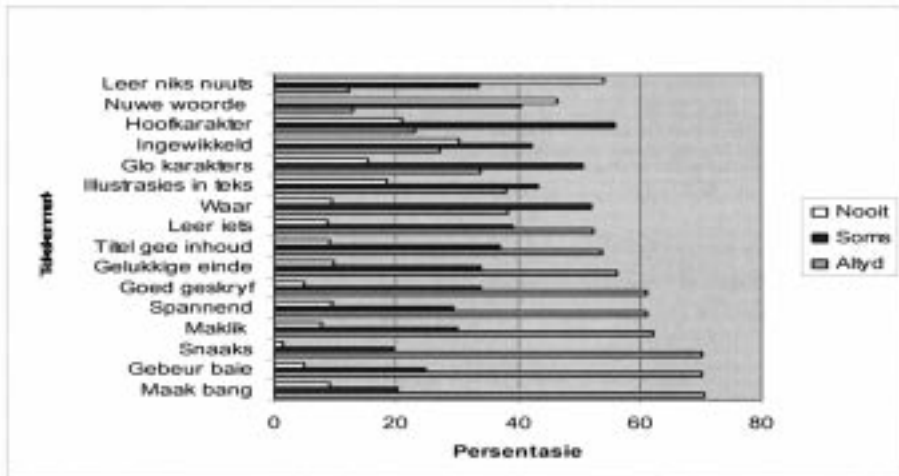 Leer niks nuuts
Nuwe woorde
Hoofkarakter
Ingewikkeld
Glo karakters
Illustrasies in teks
Waar
Leer iets
Titel gee inhoud
Gelukkige einde
Goed geskryf
Spannend
Maklik
Snaaks
Gebeur baie
Maak bang
0 20 40 60 80
Persentasie
Nooit
Soms
Altyd